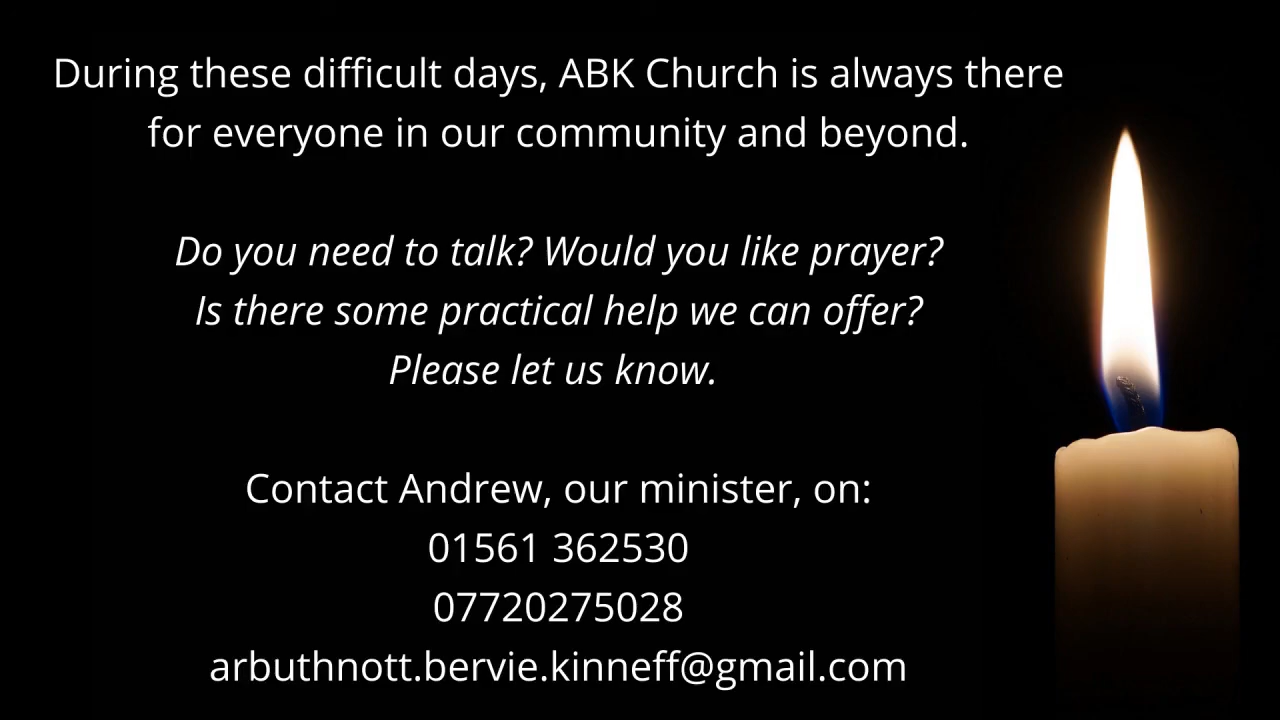 During these difficult days, ABK Church is always there
for everyone in our community and beyond.
Do you need to talk? Would you like prayer?
Is there some practical help we can offer?
Please let us know.
Contact Andrew, our minister, on:
01561 362530
07720275028
arbuthnott.bervie.kinneff@gmail.com